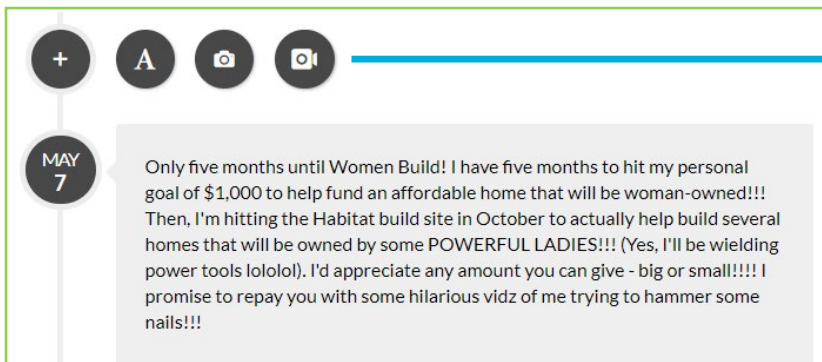 +
A
MAY
7
Only five months until Women Build! I have five months to hit my personal
goal of $1,000 to help fund an affordable home that will be woman-owned!!!
Then, I'm hitting the Habitat build site in October to actually help build several
homes that will be owned by some POWERFUL LADIES!!! (Yes, I'll be wielding
power tools lololol). I'd appreciate any amount you can give - big or small!!!! I
promise to repay you with some hilarious vidz of me trying to hammer some
nails!!!